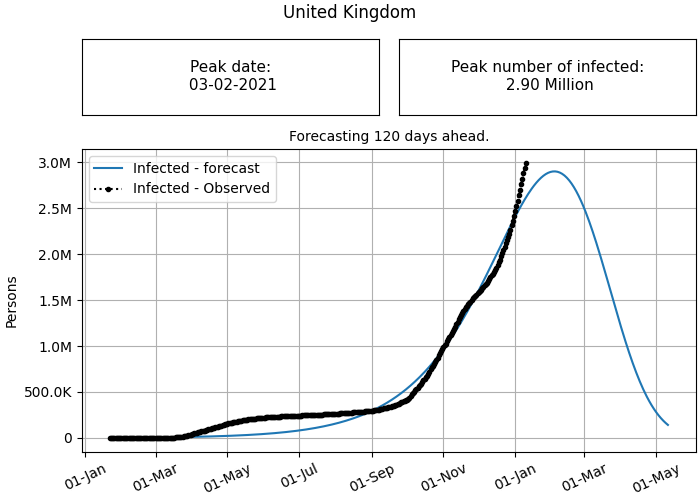 United Kingdom
Peak date:
03-02-2021
Peak number of infected:
2.90 Million
Forecasting 120 days ahead.
Infected - forecast
Infected - Observed
3.0M
2.5M
2.0M
1.5M
1.0M
500.0K
0
Persons
01-Jan
01-Mar
01-May
01-Jul
01-Sep
01-Nov
01-Jan
01-Mar
01-May